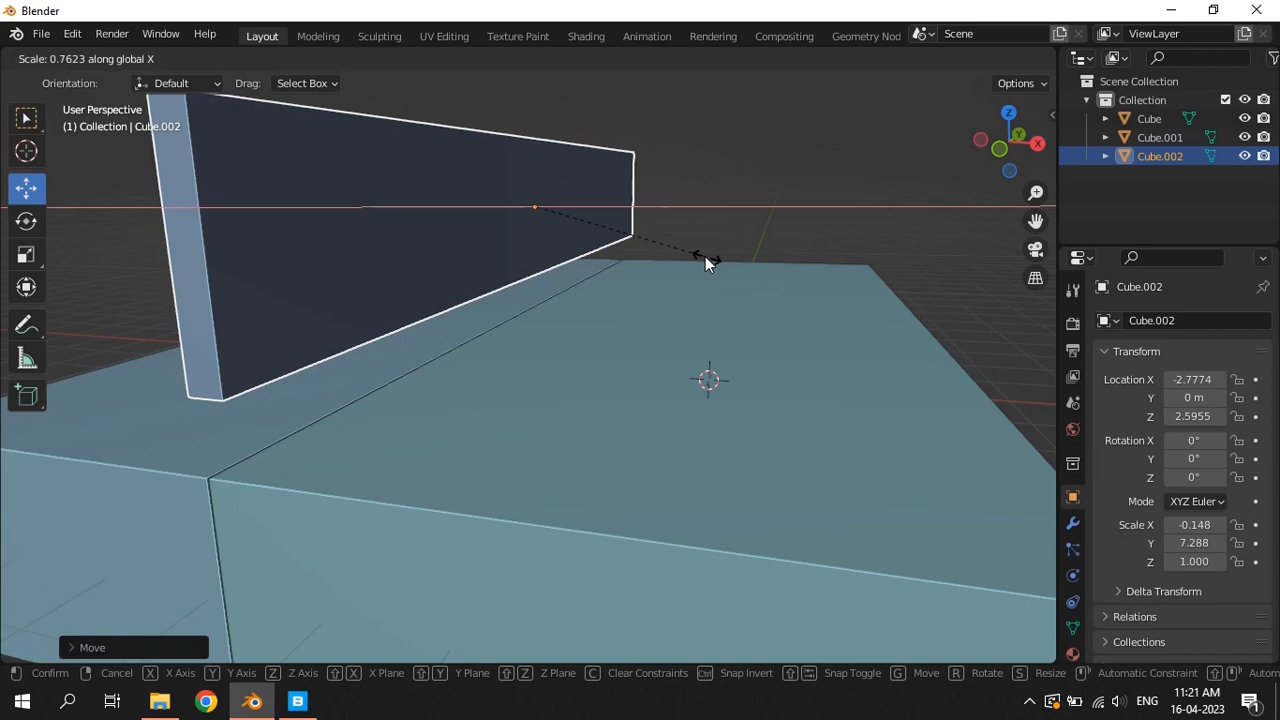 Blender
File Edit Render Window Help Layout Modeling Sculpting UV Editing Texture Paint Shading Animation Rendering Compositing Geometry Nod Scene ViewLayer
Scale: 0.7623 along global X
Orientation: Default Drag: Select Box Options
User Perspective
(1) Collection | Cube.002
Z
Y
X
Scene Collection
Collection
Cube
Cube.001
Cube.002
Cube.002
Cube.002
Transform
Location X -2.7774
Y 0 m
Z 2.5955
Rotation X 0°
Y 0°
Z 0°
Mode XYZ Euler
Scale X -0.148
Y 7.288
Z 1.000
Delta Transform
Relations
Collections
Move
Confirm Cancel X X Axis Y Y Axis Z Z Axis X X Plane Y Y Plane Z Z Plane C Clear Constraints Ctrl Snap Invert Snap Toggle G Move R Rotate S Resize Automatic Constraint Autom
ENG 11:21 AM
16-04-2023
1